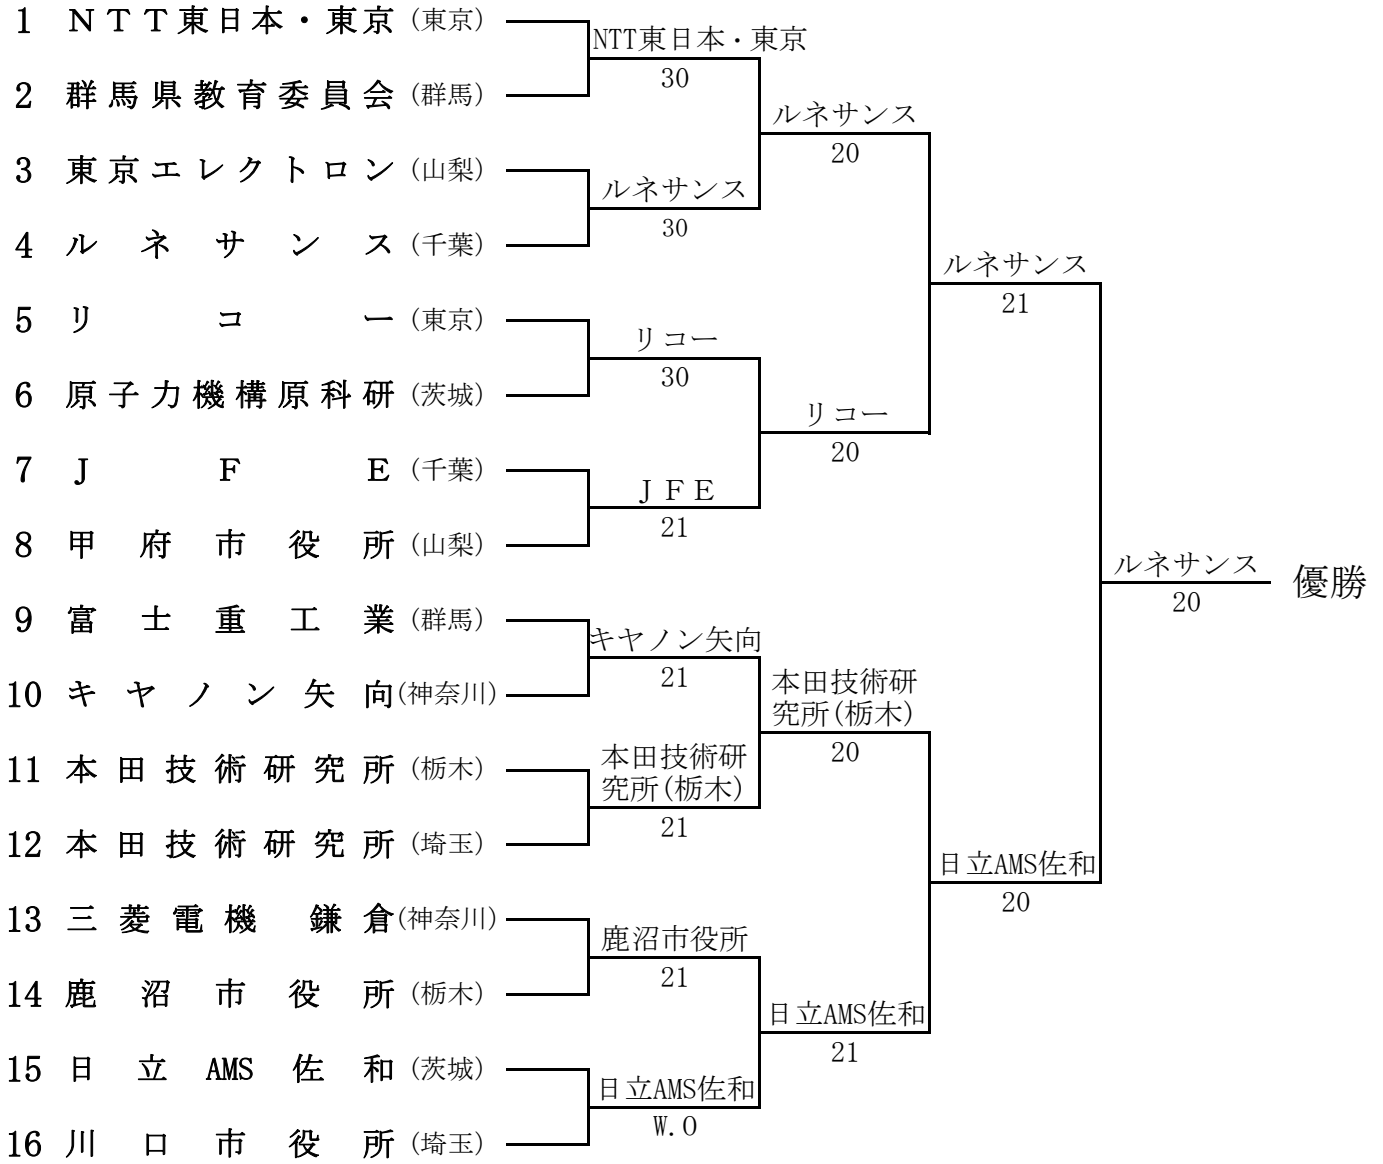 1 ＮＴＴ東日本・東京 (東京)
2 群馬県教育委員会 (群馬)
3 東京エレクトロン (山梨)
4 ルネサンス (千葉)
5 リコー (東京)
6 原子力機構原科研 (茨城)
7 ＪＦＥ (千葉)
8 甲府市役所 (山梨)
9 富士重工業 (群馬)
10 キヤノン矢向 (神奈川)
11 本田技術研究所 (栃木)
12 本田技術研究所 (埼玉)
13 三菱電機 鎌倉 (神奈川)
14 鹿沼市役所 (栃木)
15 日立AMS佐和 (茨城)
16 川口市役所 (埼玉)
NTT東日本・東京
30
ルネサンス
30
リコー
30
ＪＦＥ
21
キヤノン矢向
21
本田技術研
究所(栃木)
21
鹿沼市役所
21
日立AMS佐和
W.O
ルネサンス
20
リコー
20
本田技術研
究所(栃木)
20
日立AMS佐和
21
ルネサンス
21
日立AMS佐和
20
ルネサンス
20
優勝